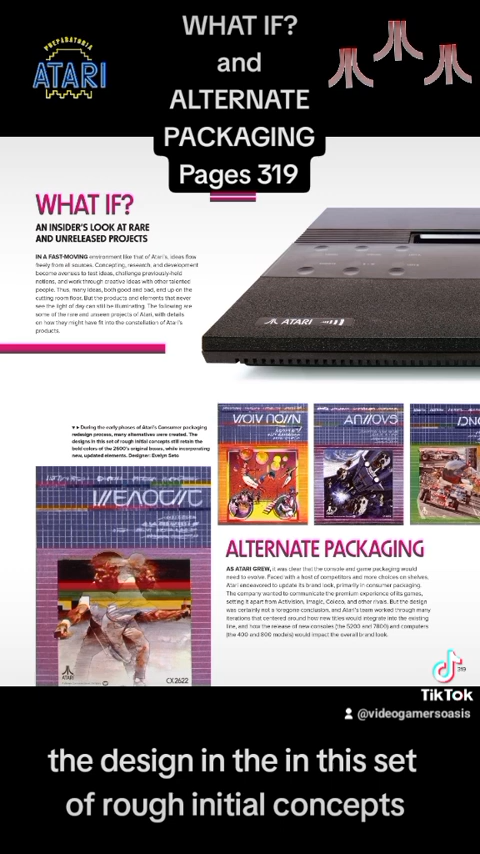 PREPARATORIA
ATARI
WHAT IF?
and
ALTERNATE
PACKAGING
Pages 319
WHAT IF?
AN INSIDER'S LOOK AT RARE
AND UNRELEASED PROJECTS
IN A FAST-MOVING environment like that of Atari's, ideas flow
freely from all sources. Concepting, research, and development
become avenues to test ideas, challenge previously-held
notions, and work through creative ideas with other talented
people. Thus, many ideas, both good and bad, end up on the
cutting room floor. But the products and elements that never
see the light of day can still be illuminating. The following are
some of the rare and unseen projects of Atari, with details
on how they might have fit into the constellation of Atari's
products.
ATARI
During the early phases of Atari's Consumer packaging
redesign process, many alternatives were created. The
designs in this set of rough initial concepts still retain the
bold colors of the 2600's original boxes, while incorporating
new, updated elements. Designer: Evelyn Seto
ATARI
CX2622
ALTERNATE PACKAGING
AS ATARI GREW, it was clear that the console and game packaging would
need to evolve. Faced with a host of competitors and more choices on shelves,
Atari endeavored to update its brand look, primarily in consumer packaging.
The company wanted to communicate the premium experience of its games,
setting it apart from Activision, Imagic, Coleco, and other rivals. But the design
was certainly not a foregone conclusion, and Atari's team worked through many
iterations that centered around how new titles would integrate into the existing
line, and how the release of new consoles (the 5200 and 7800) and computers
(the 400 and 800 models) would impact the overall brand look.
319
TikTok
@videogamersoasis
the design in the in this set
of rough initial concepts